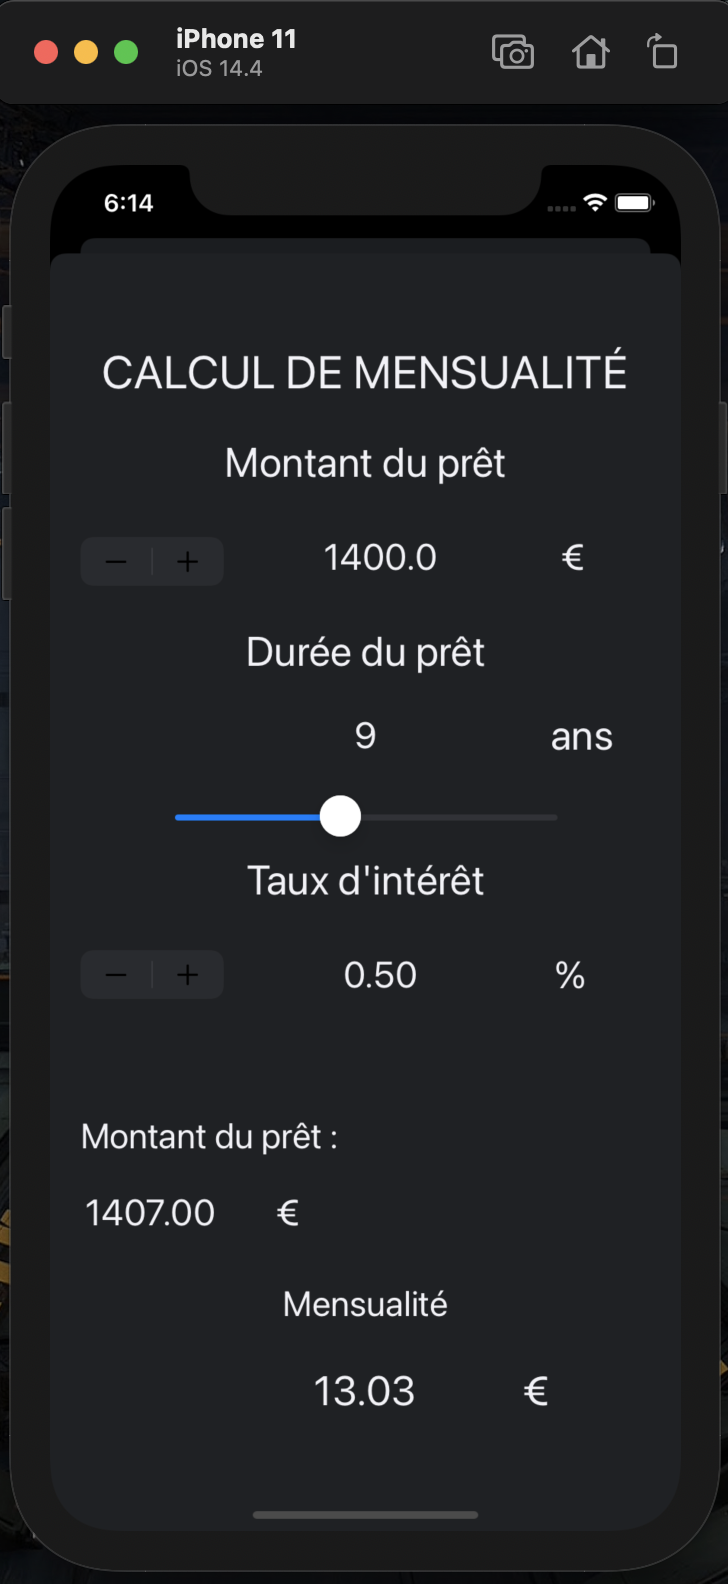 iPhone 11
iOS 14.4
6:14
CALCUL DE MENSUALITÉ
Montant du prêt
1400.0 €
Durée du prêt
9 ans
Taux d'intérêt
0.50 %
Montant du prêt :
1407.00 €
Mensualité
13.03 €